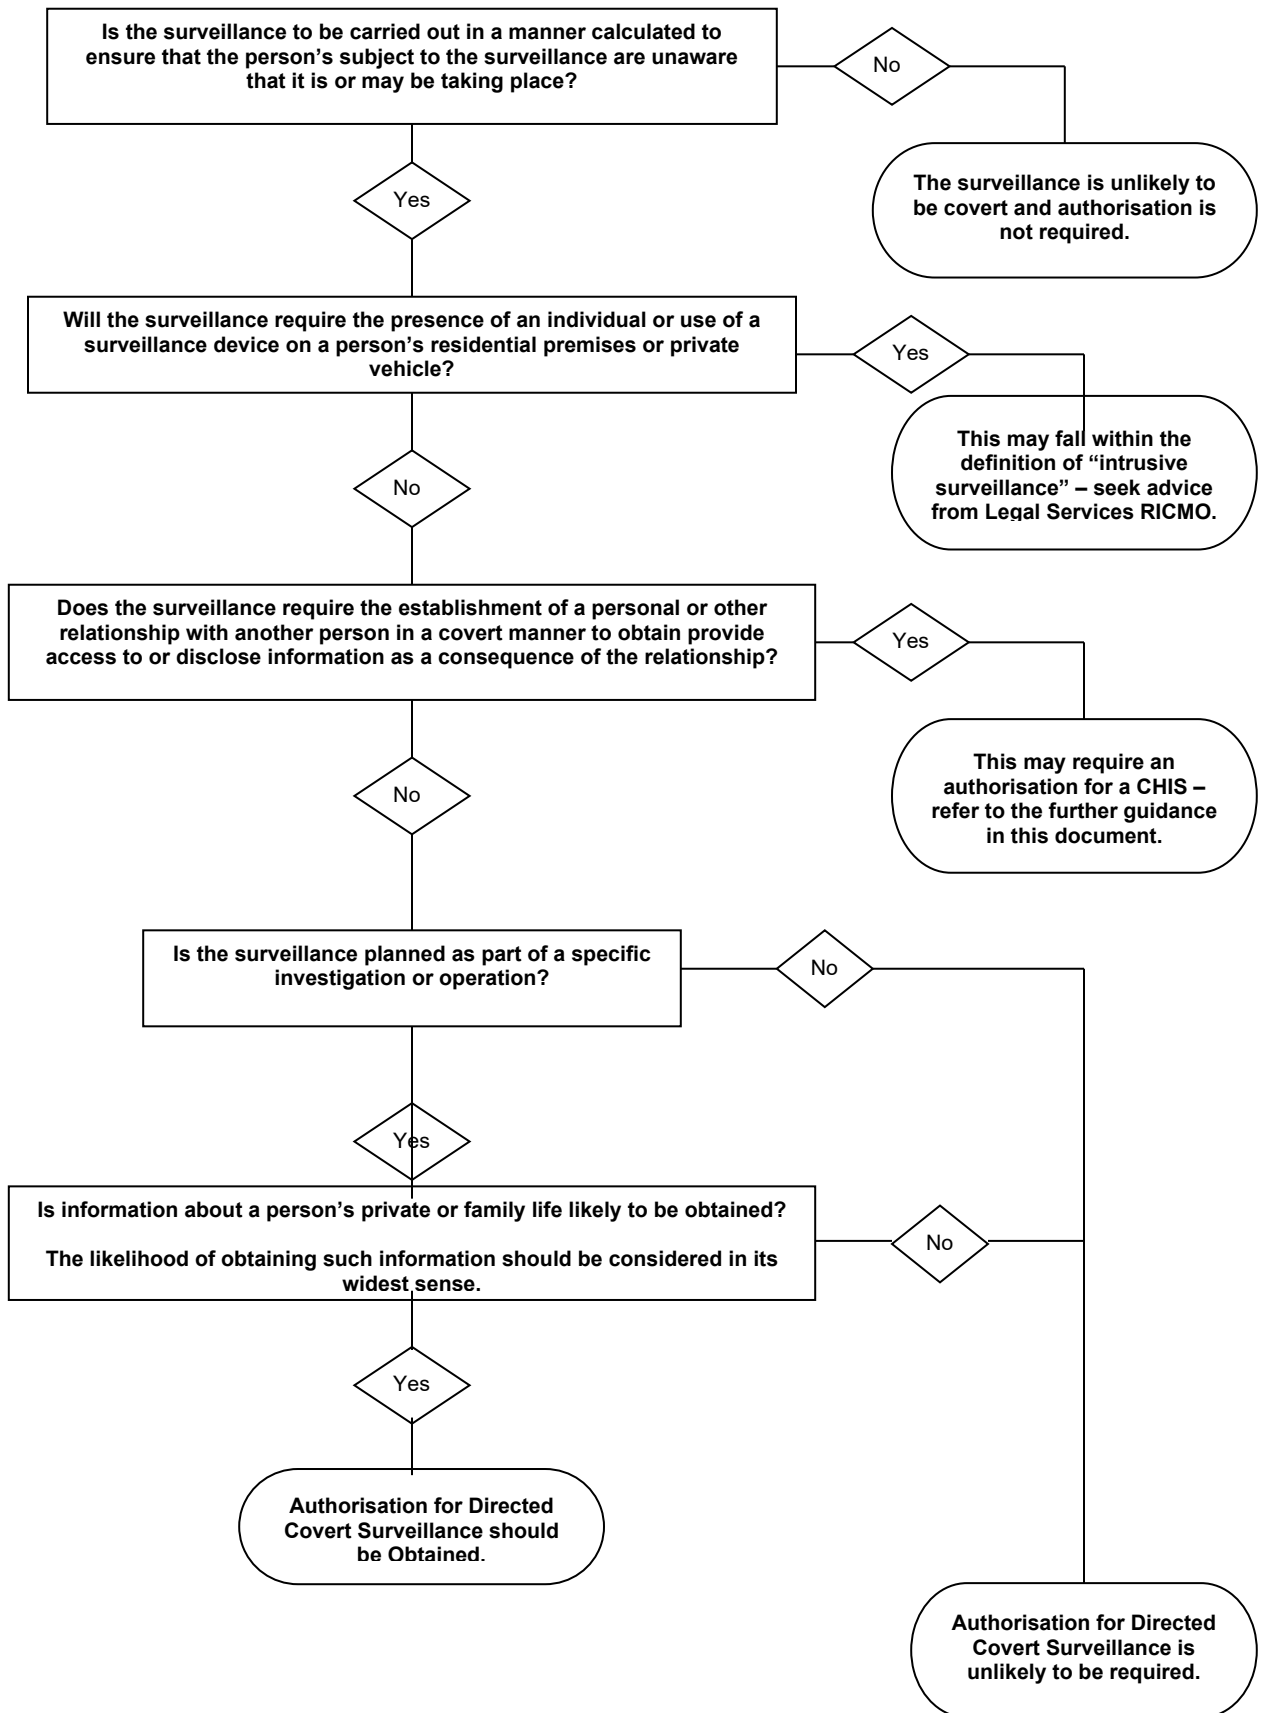 Is the surveillance to be carried out in a manner calculated to
ensure that the person’s subject to the surveillance are unaware
that it is or may be taking place?
No
The surveillance is unlikely to
be covert and authorisation is
not required.
Yes
Will the surveillance require the presence of an individual or use of a
surveillance device on a person’s residential premises or private
vehicle?
Yes
This may fall within the
definition of “intrusive
surveillance” – seek advice
from Legal Services RICMO.
No
Does the surveillance require the establishment of a personal or other
relationship with another person in a covert manner to obtain provide
access to or disclose information as a consequence of the relationship?
Yes
This may require an
authorisation for a CHIS –
refer to the further guidance
in this document.
No
Is the surveillance planned as part of a specific
investigation or operation?
No
Yes
Is information about a person’s private or family life likely to be obtained?
The likelihood of obtaining such information should be considered in its
widest sense.
No
Yes
Authorisation for Directed
Covert Surveillance should
be Obtained.
Authorisation for Directed
Covert Surveillance is
unlikely to be required.